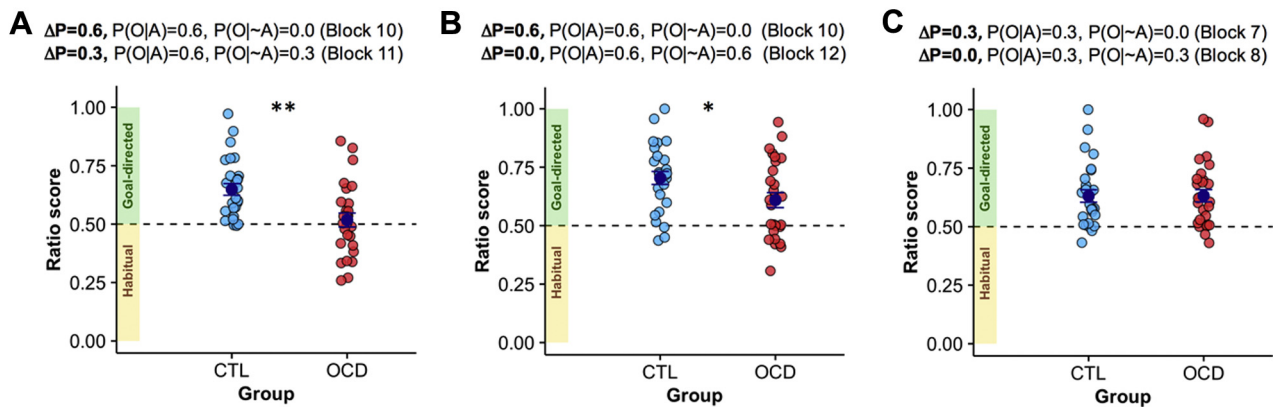 A
ΔP=0.6, P(O|A)=0.6, P(O|~A)=0.0 (Block 10)
ΔP=0.3, P(O|A)=0.6, P(O|~A)=0.3 (Block 11)
**
Ratio score
1.00
0.75
0.50
0.25
0.00
Goal-directed
Habitual
CTL OCD
Group
B
ΔP=0.6, P(O|A)=0.6, P(O|~A)=0.0 (Block 10)
ΔP=0.0, P(O|A)=0.6, P(O|~A)=0.6 (Block 12)
*
Ratio score
1.00
0.75
0.50
0.25
0.00
Goal-directed
Habitual
CTL OCD
Group
C
ΔP=0.3, P(O|A)=0.3, P(O|~A)=0.0 (Block 7)
ΔP=0.0, P(O|A)=0.3, P(O|~A)=0.3 (Block 8)
Ratio score
1.00
0.75
0.50
0.25
0.00
Goal-directed
Habitual
CTL OCD
Group